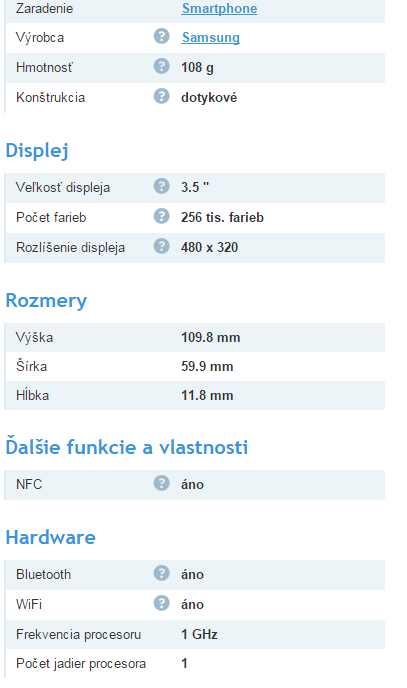 Zaradenie Smartphone
Výrobca ? Samsung
Hmotnosť ? 108 g
Konštrukcia ? dotykové
Displej
Veľkosť displeja ? 3.5 "
Počet farieb ? 256 tis. farieb
Rozlíšenie displeja ? 480 x 320
Rozmery
Výška 109.8 mm
Šírka 59.9 mm
Hĺbka 11.8 mm
Ďalšie funkcie a vlastnosti
NFC ? áno
Hardware
Bluetooth ? áno
WiFi ? áno
Frekvencia procesoru 1 GHz
Počet jadier procesora 1